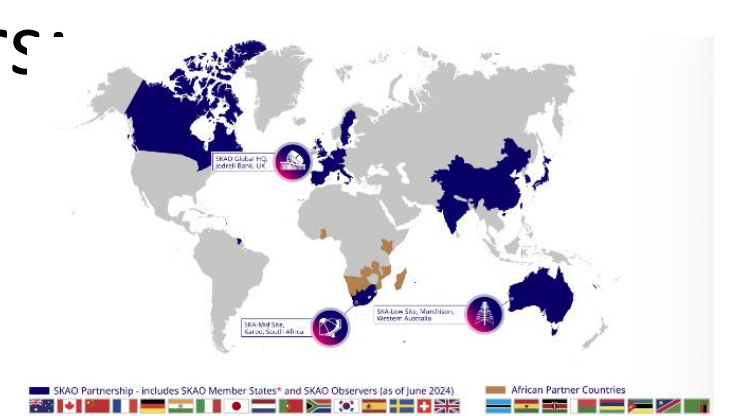 SKAO Global HQ,
Jodrell Bank, UK
SKA-Mid Site,
Karoo, South Africa
SKA-Low Site, Murchison,
Western Australia
SKAO Partnership - includes SKAO Member States* and SKAO Observers (as of June 2024)
African Partner Countries